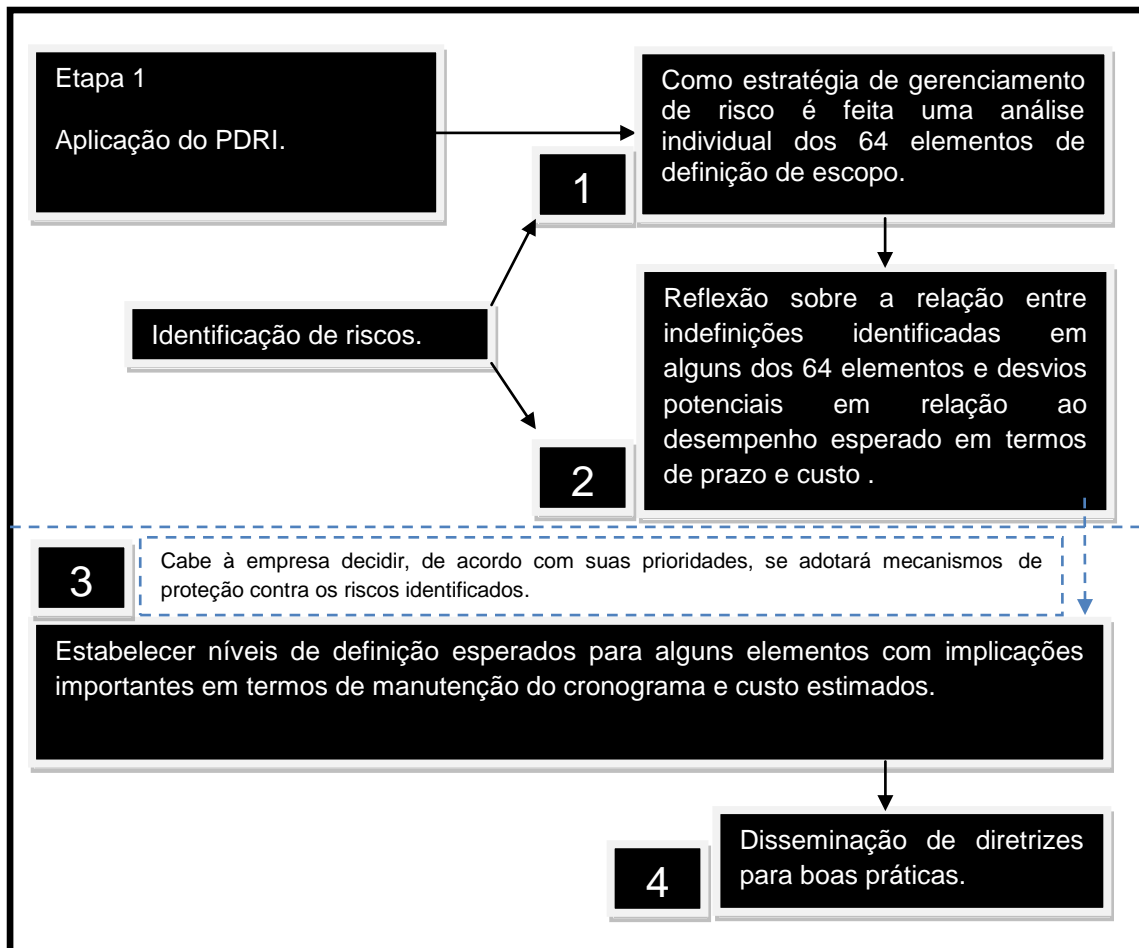 Etapa 1
Aplicação do PDRI.
Como estratégia de gerenciamento
de risco é feita uma análise
individual dos 64 elementos de
definição de escopo.
1
Identificação de riscos.
Reflexão sobre a relação entre
indefinições identificadas em
alguns dos 64 elementos e desvios
potenciais em relação ao
desempenho esperado em termos
de prazo e custo .
2
3
Cabe à empresa decidir, de acordo com suas prioridades, se adotará mecanismos de
proteção contra os riscos identificados.
Estabelecer níveis de definição esperados para alguns elementos com implicações
importantes em termos de manutenção do cronograma e custo estimados.
Disseminação de diretrizes
para boas práticas.
4